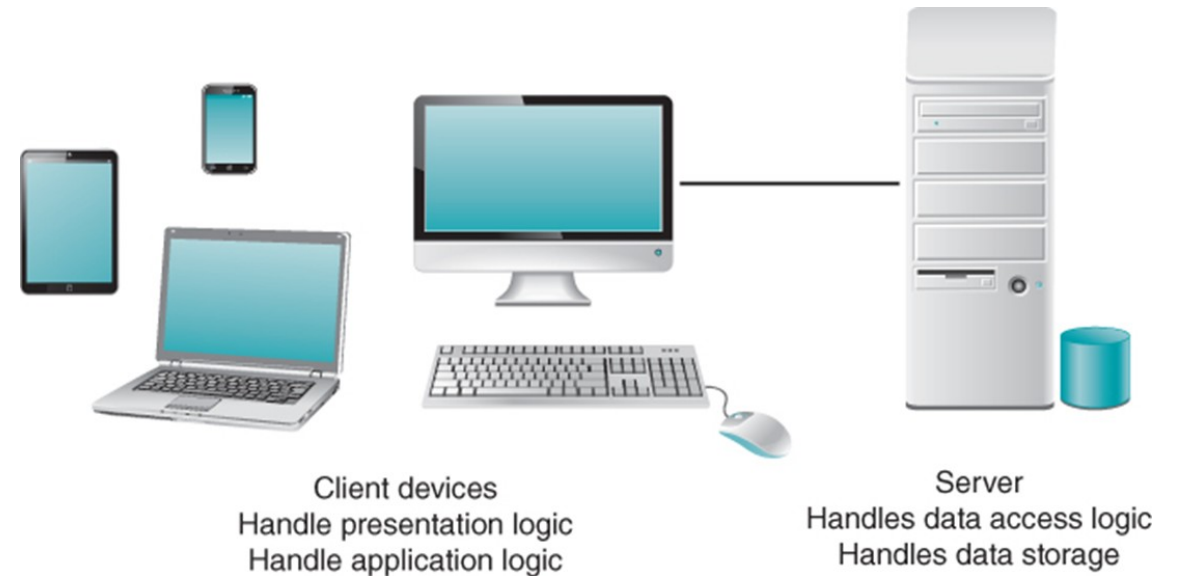 Client devices
Handle presentation logic
Handle application logic
Server
Handles data access logic
Handles data storage